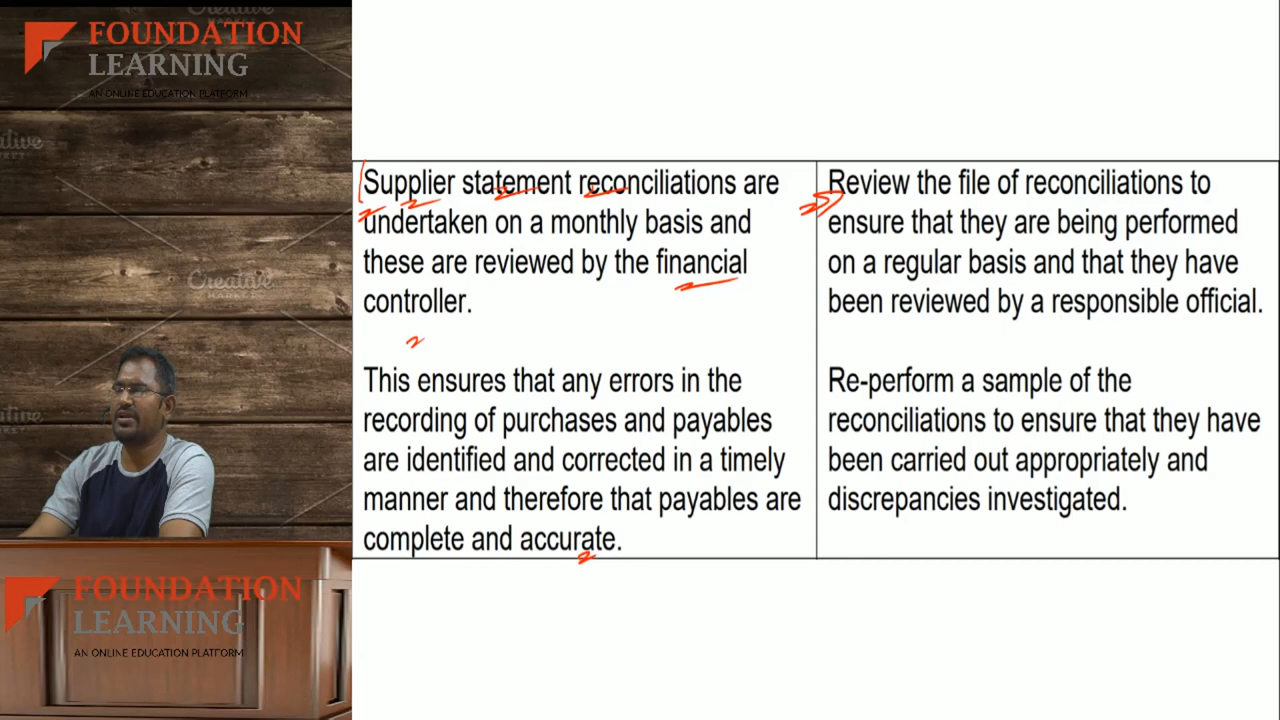 FOUNDATION
LEARNING
AN ONLINE EDUCATION PLATFORM
Creative
MARKET
Supplier statement reconciliations are
undertaken on a monthly basis and
these are reviewed by the financial
controller.
This ensures that any errors in the
recording of purchases and payables
are identified and corrected in a timely
manner and therefore that payables are
complete and accurate.
Review the file of reconciliations to
ensure that they are being performed
on a regular basis and that they have
been reviewed by a responsible official.
Re-perform a sample of the
reconciliations to ensure that they have
been carried out appropriately and
discrepancies investigated.
FOUNDATION
LEARNING
AN ONLINE EDUCATION PLATFORM